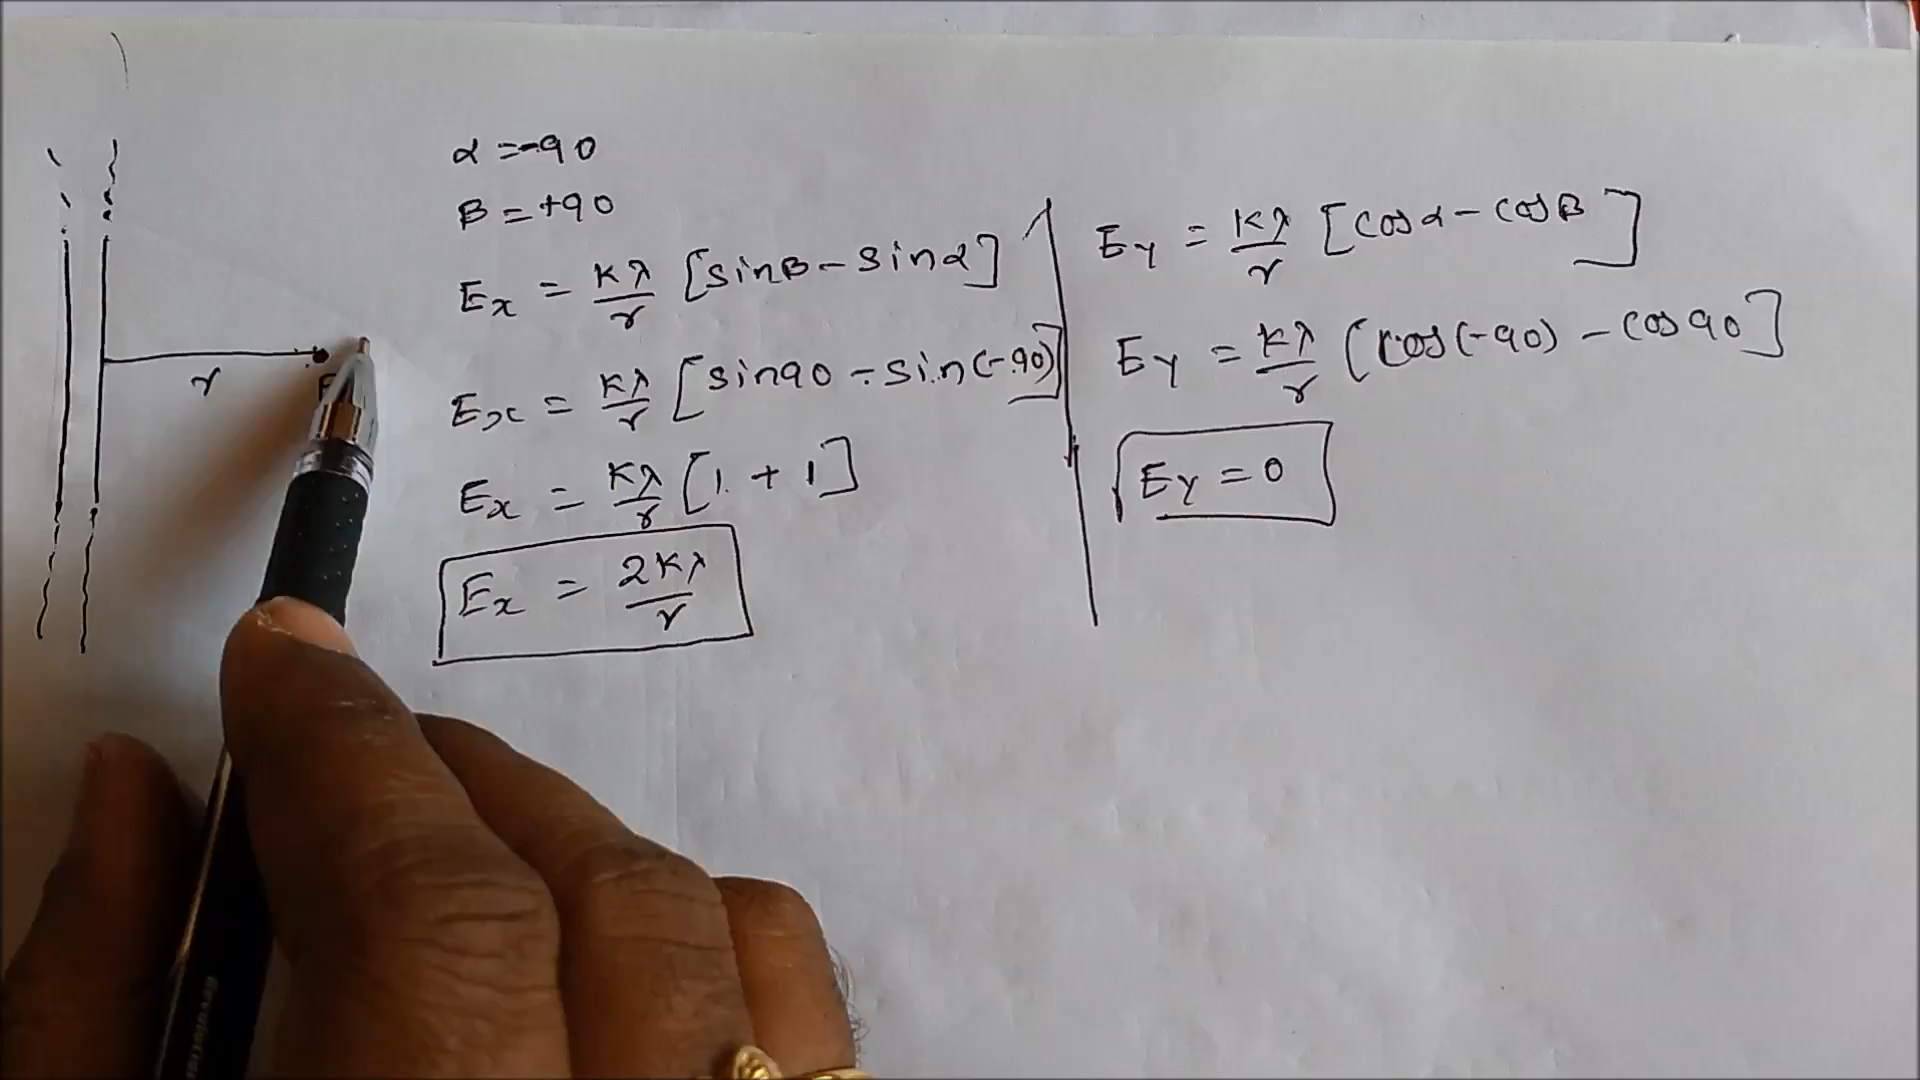 r
P
α = -90
β = +90
Ex = Kλ/r [sinβ - sinα]
Ex = Kλ/r [sin90 - sin(-90)]
Ex = Kλ/r [1 + 1]
Ex = 2Kλ/r
Ey = Kλ/r [cosα - cosβ]
Ey = Kλ/r (cos(-90) - cos90]
Ey = 0